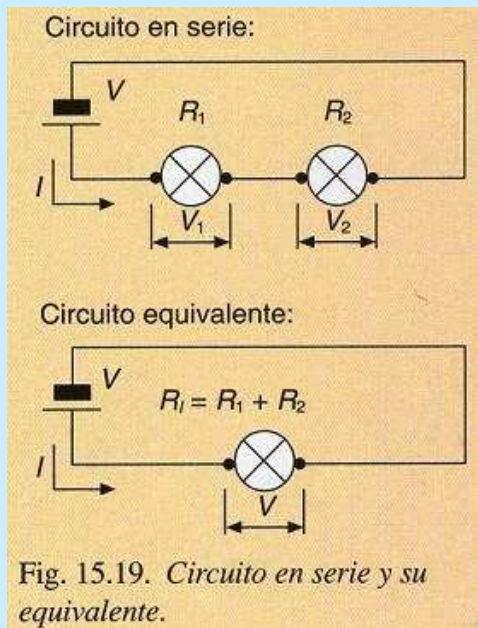 Circuito en serie:
V
R₁ R₂
I
V₁ V₂
Circuito equivalente:
V
Rₗ = R₁ + R₂
I
V
Fig. 15.19. Circuito en serie y su
equivalente.